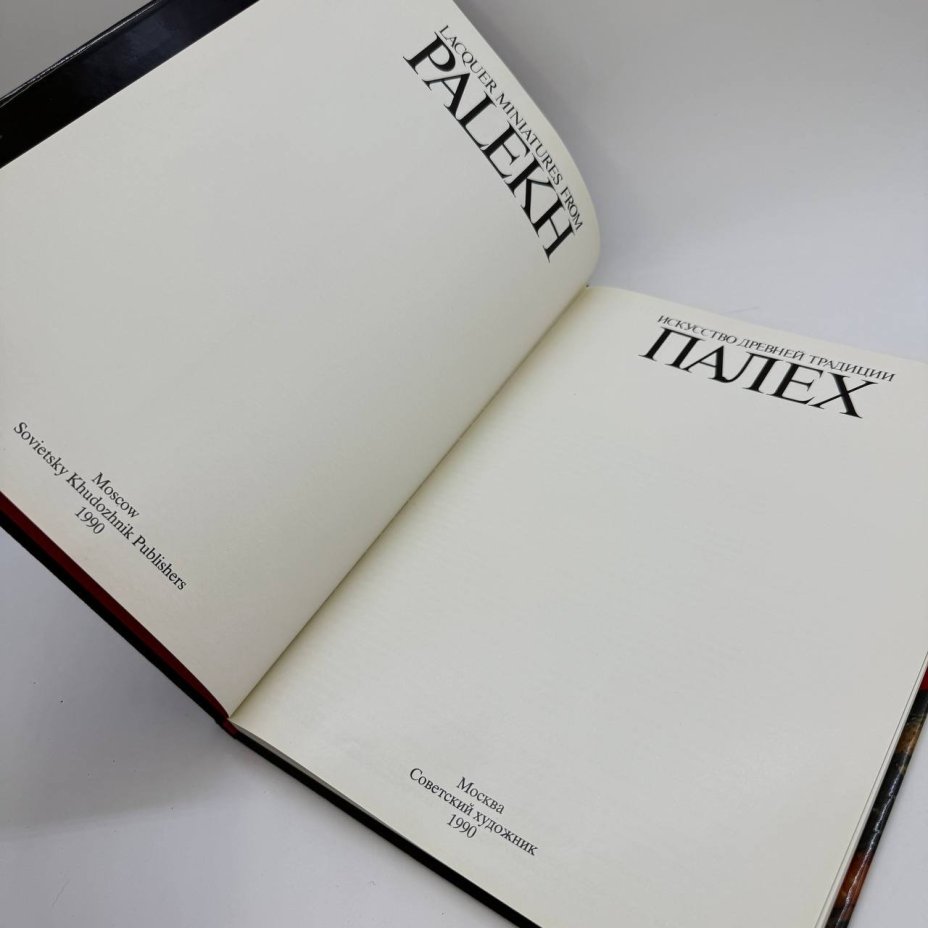 LACQUER MINIATURES FROM
PALEKH
Moscow
Sovietsky Khudozhnik Publishers
1990
ИСКУССТВО ДРЕВНЕЙ ТРАДИЦИИ
ПАЛЕХ
Москва
Советский художник
1990